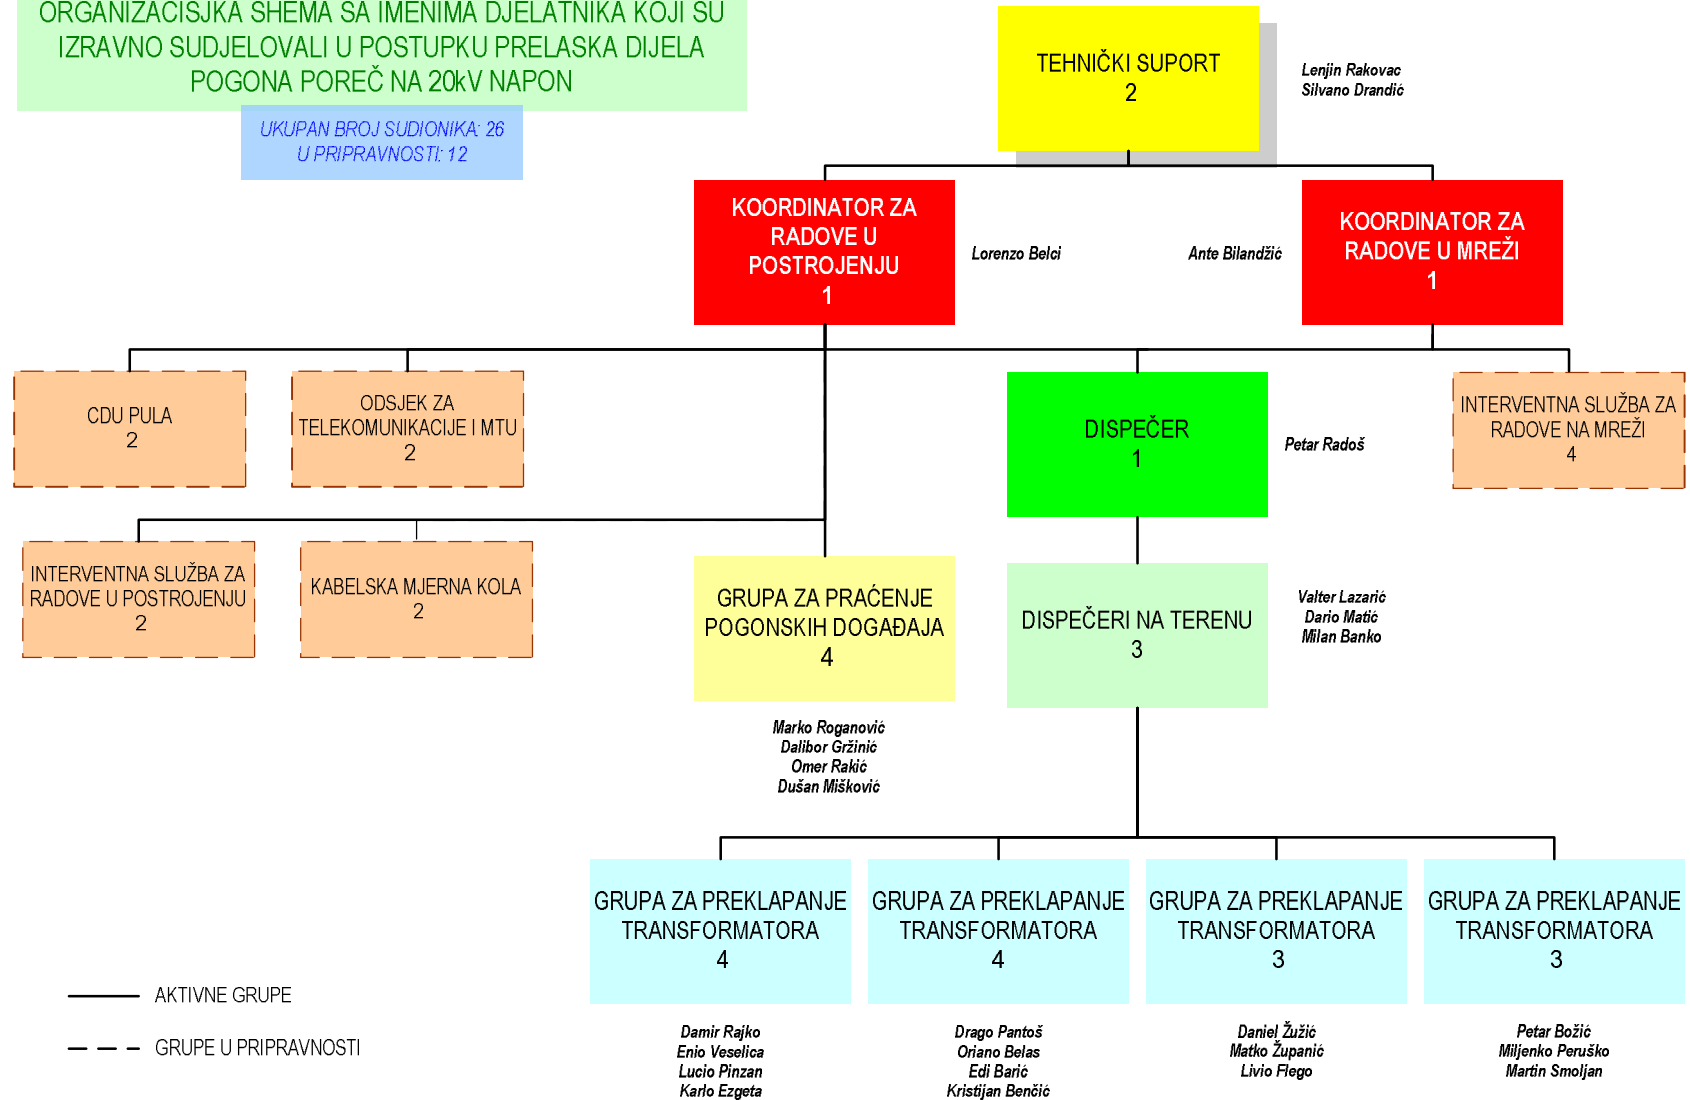 ORGANIZACISJKA SHEMA SA IMENIMA DJELATNIKA KOJI SU
IZRAVNO SUDJELOVALI U POSTUPKU PRELASKA DIJELA
POGONA POREČ NA 20kV NAPON
UKUPAN BROJ SUDIONIKA: 26
U PRIPRAVNOSTI: 12
TEHNIČKI SUPORT
2
Lenjin Rakovac
Silvano Drandić
KOORDINATOR ZA
RADOVE U
POSTROJENJU
1
Lorenzo Belci
Ante Bilandžić
KOORDINATOR ZA
RADOVE U MREŽI
1
CDU PULA
2
ODSJEK ZA
TELEKOMUNIKACIJE I MTU
2
DISPEČER
1
Petar Radoš
INTERVENTNA SLUŽBA ZA
RADOVE NA MREŽI
4
INTERVENTNA SLUŽBA ZA
RADOVE U POSTROJENJU
2
KABELSKA MJERNA KOLA
2
GRUPA ZA PRAĆENJE
POGONSKIH DOGAĐAJA
4
Marko Roganović
Dalibor Gržinić
Omer Rakić
Dušan Mišković
DISPEČERI NA TERENU
3
Valter Lazarić
Dario Matić
Milan Banko
GRUPA ZA PREKLAPANJE
TRANSFORMATORA
4
Damir Rajko
Enio Veselica
Lucio Pinzan
Karlo Ezgeta
GRUPA ZA PREKLAPANJE
TRANSFORMATORA
4
Drago Pantoš
Oriano Belas
Edi Barić
Kristijan Benčić
GRUPA ZA PREKLAPANJE
TRANSFORMATORA
3
Daniel Žužić
Matko Županić
Livio Flego
GRUPA ZA PREKLAPANJE
TRANSFORMATORA
3
Petar Božić
Miljenko Peruško
Martin Smoljan
AKTIVNE GRUPE
GRUPE U PRIPRAVNOSTI